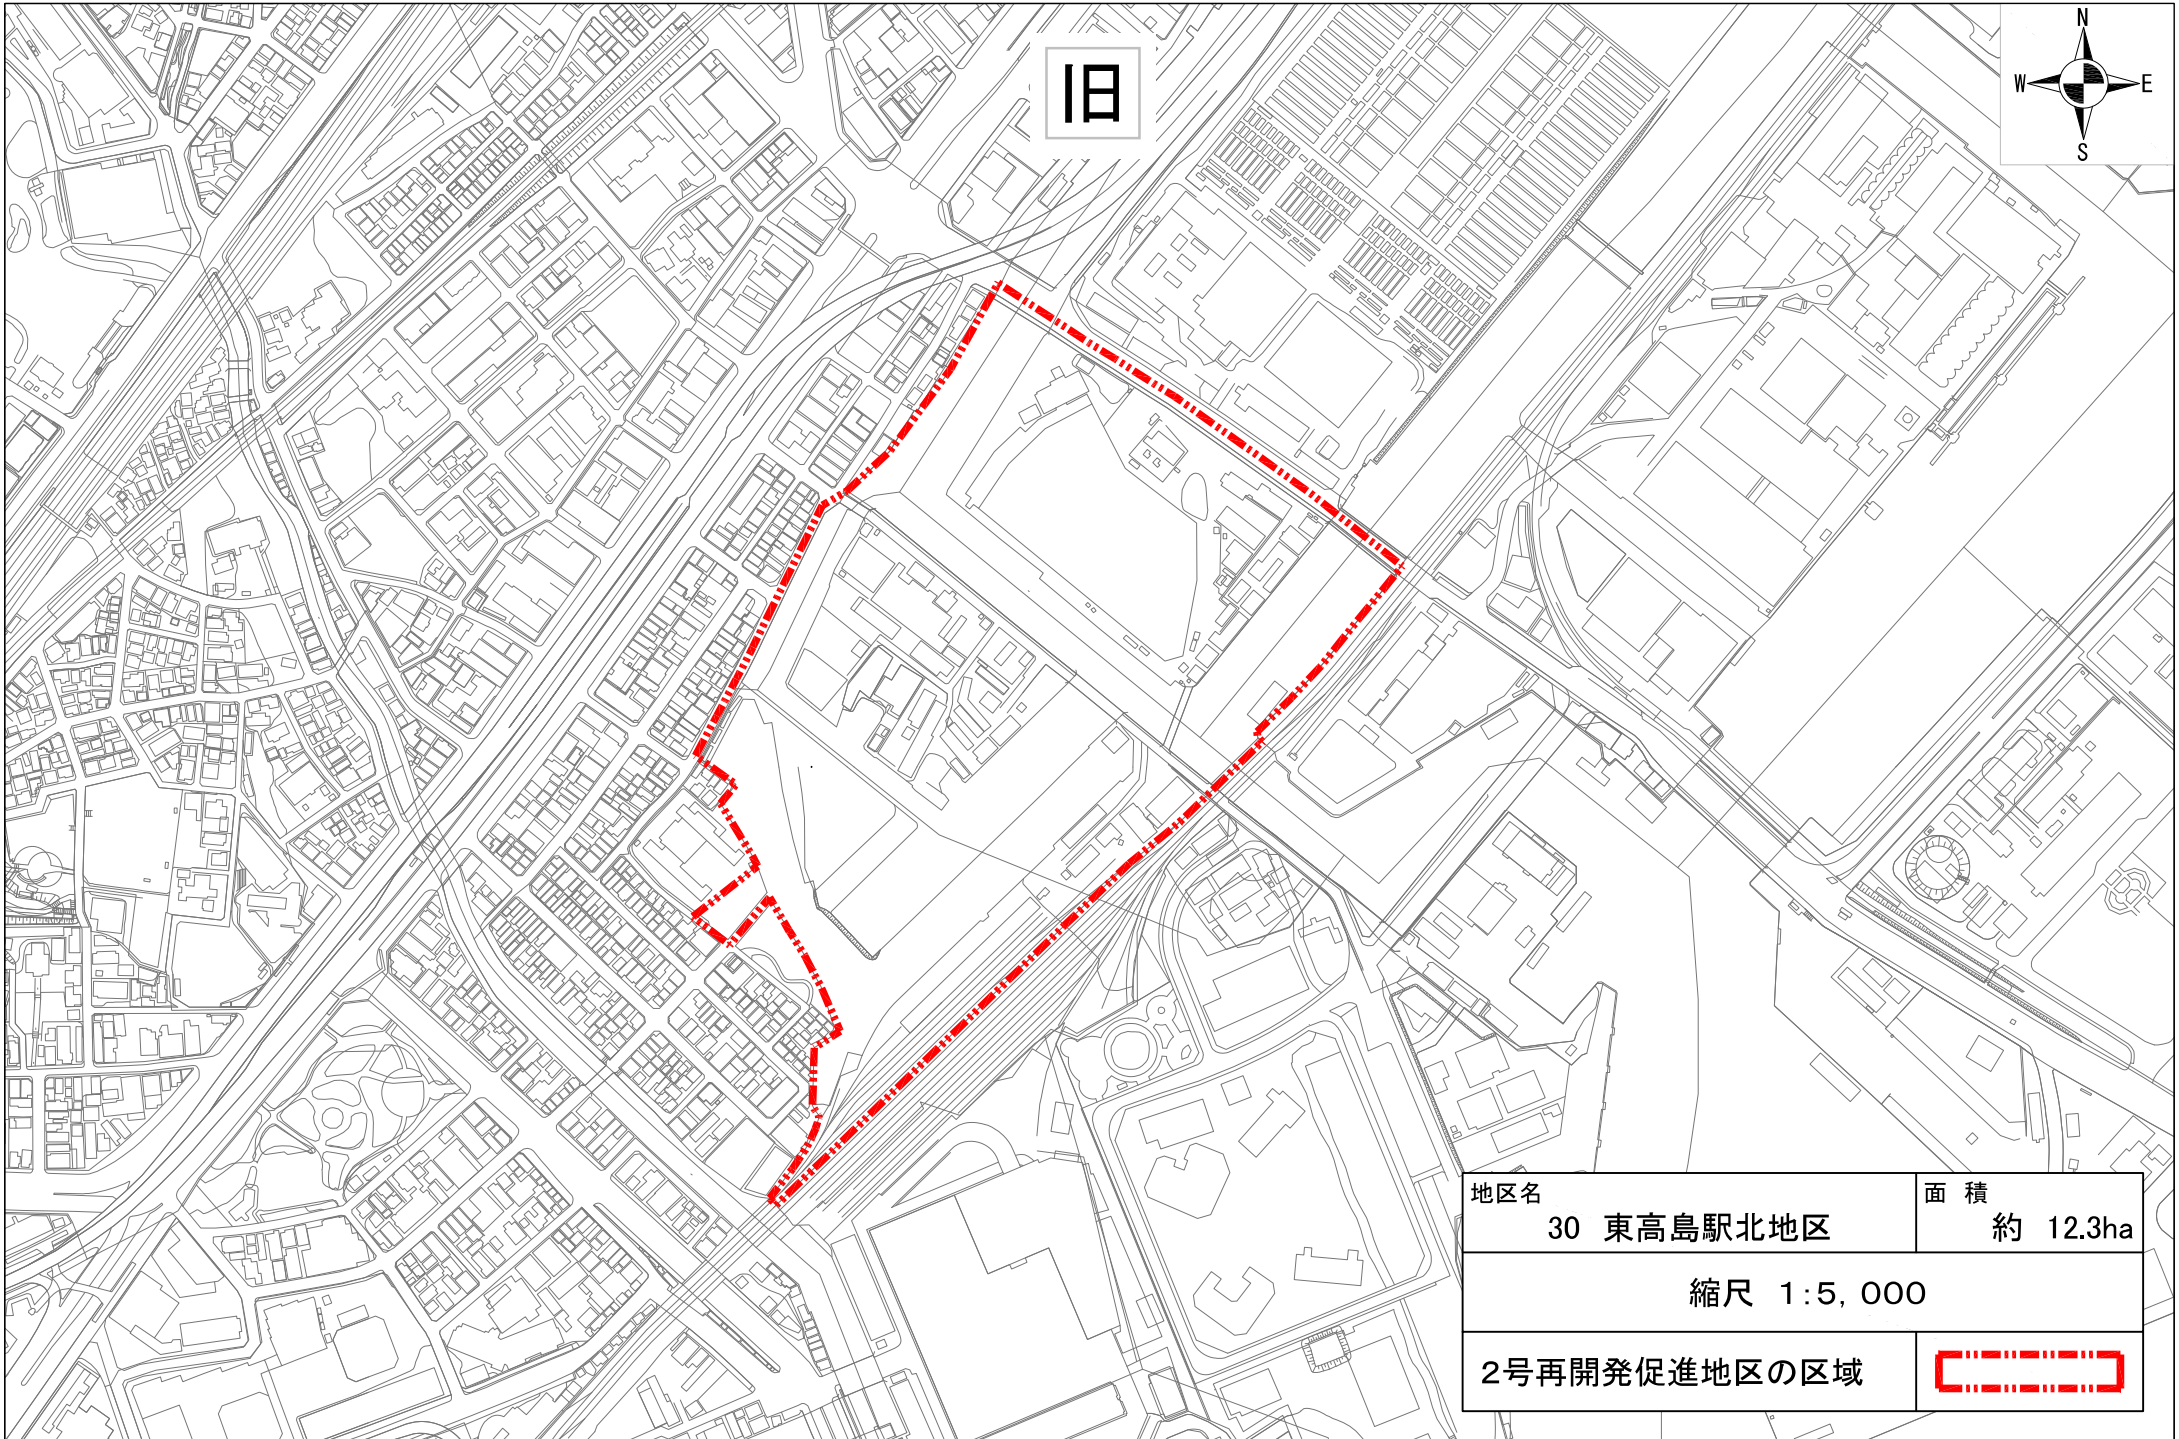 旧
N
W E
S
地区名
30 東高島駅北地区
面 積
約 12.3ha
縮尺 1:5,000
2号再開発促進地区の区域